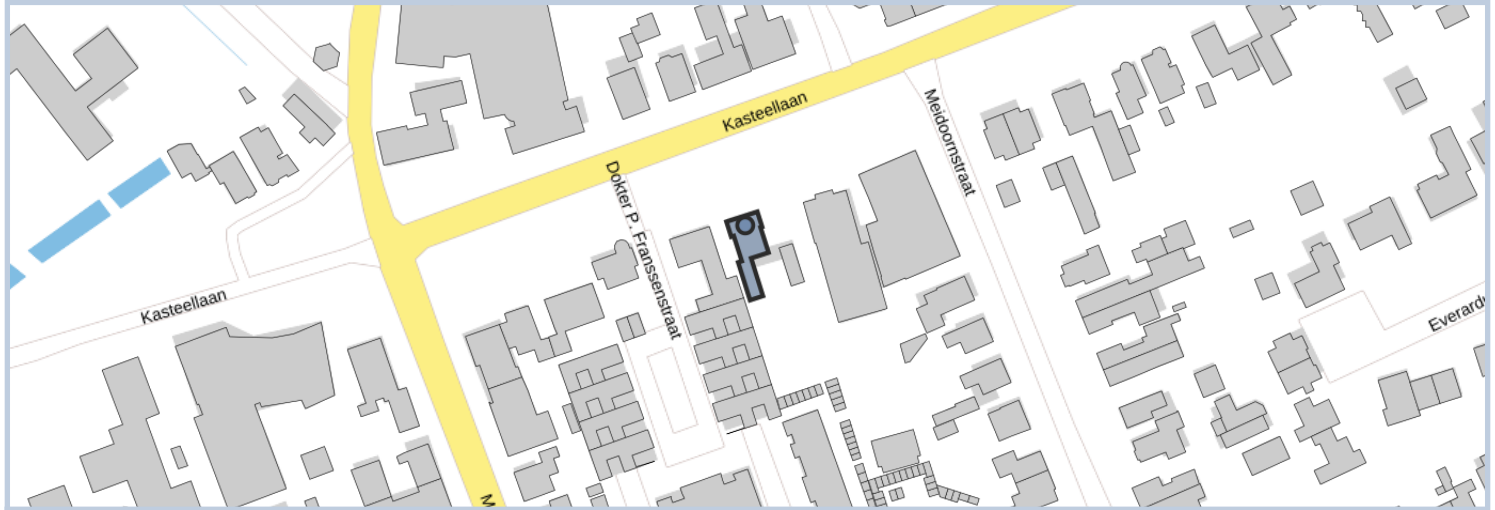 Kasteellaan
Meidoornstraat
Dokter P. Franssenstraat
Kasteellaan
Everard
M